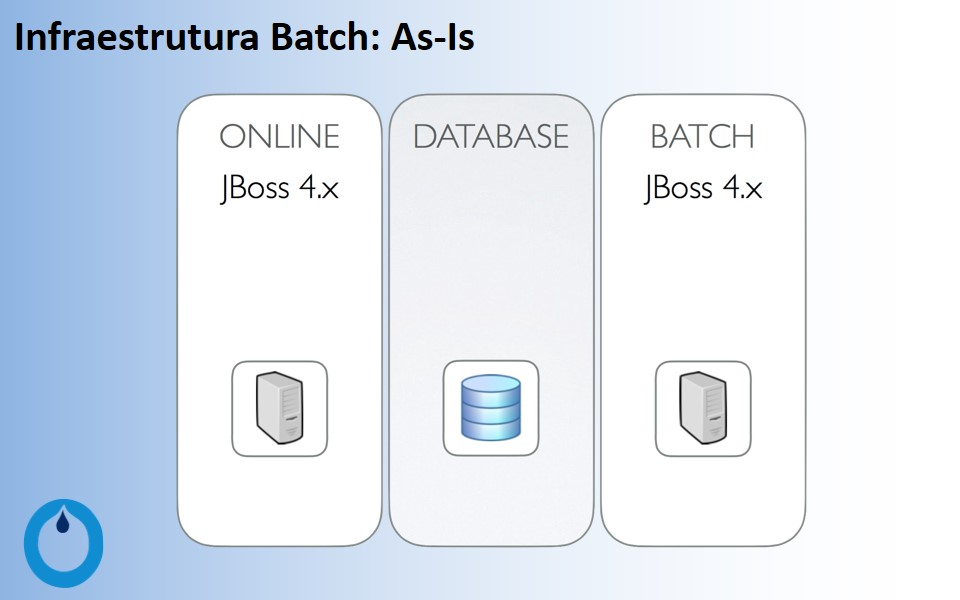 Infraestrutura Batch: As-Is
ONLINE
JBoss 4.x
DATABASE
BATCH
JBoss 4.x